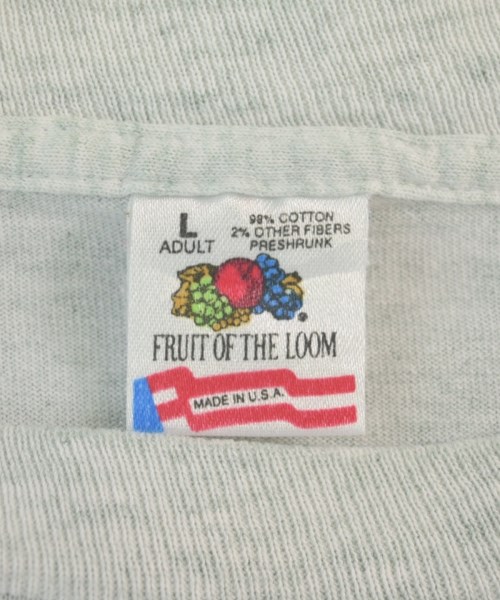 L
ADULT
98% COTTON
2% OTHER FIBERS
PRESHRUNK
®
FRUIT OF THE LOOM
MADE IN U.S.A.